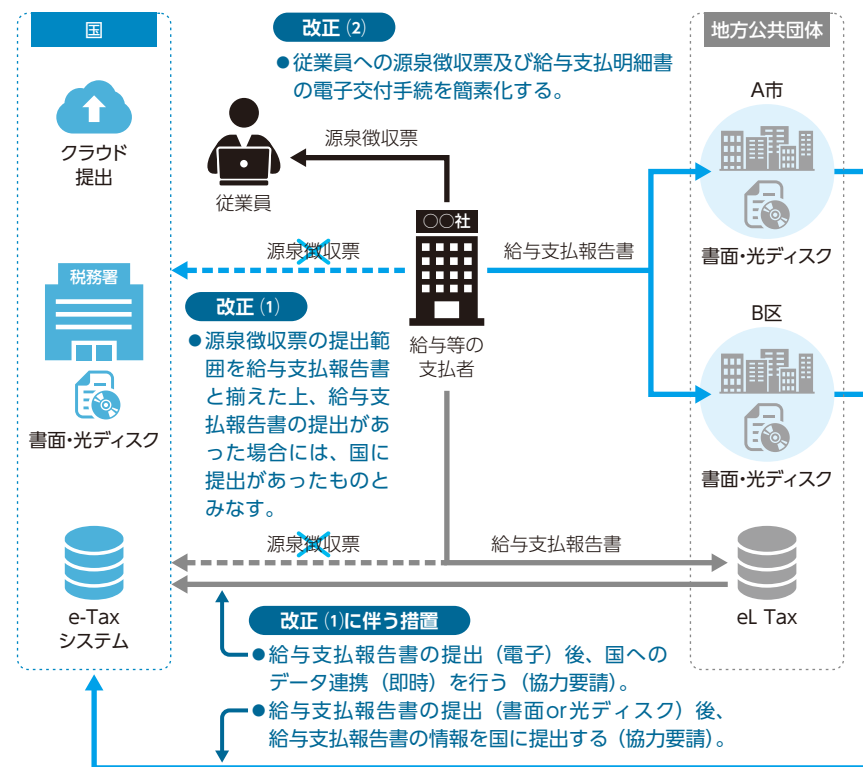 国
改正⑵
●従業員への源泉徴収票及び給与支払明細書
の電子交付手続を簡素化する。
地方公共団体
クラウド
提出
従業員
源泉徴収票
A市
書面・光ディスク
○○社
給与等の
支払者
源泉徴収票
給与支払報告書
税務署
書面・光ディスク
改正⑴
●源泉徴収票の提出範
囲を給与支払報告書
と揃えた上、給与支
払報告書の提出があ
った場合には、国に
提出があったものと
みなす。
B区
書面・光ディスク
源泉徴収票
給与支払報告書
e-Tax
システム
eL Tax
改正⑴に伴う措置
●給与支払報告書の提出（電子）後、国への
データ連携（即時）を行う（協力要請）。
●給与支払報告書の提出（書面or光ディスク）後、
給与支払報告書の情報を国に提出する（協力要請）。